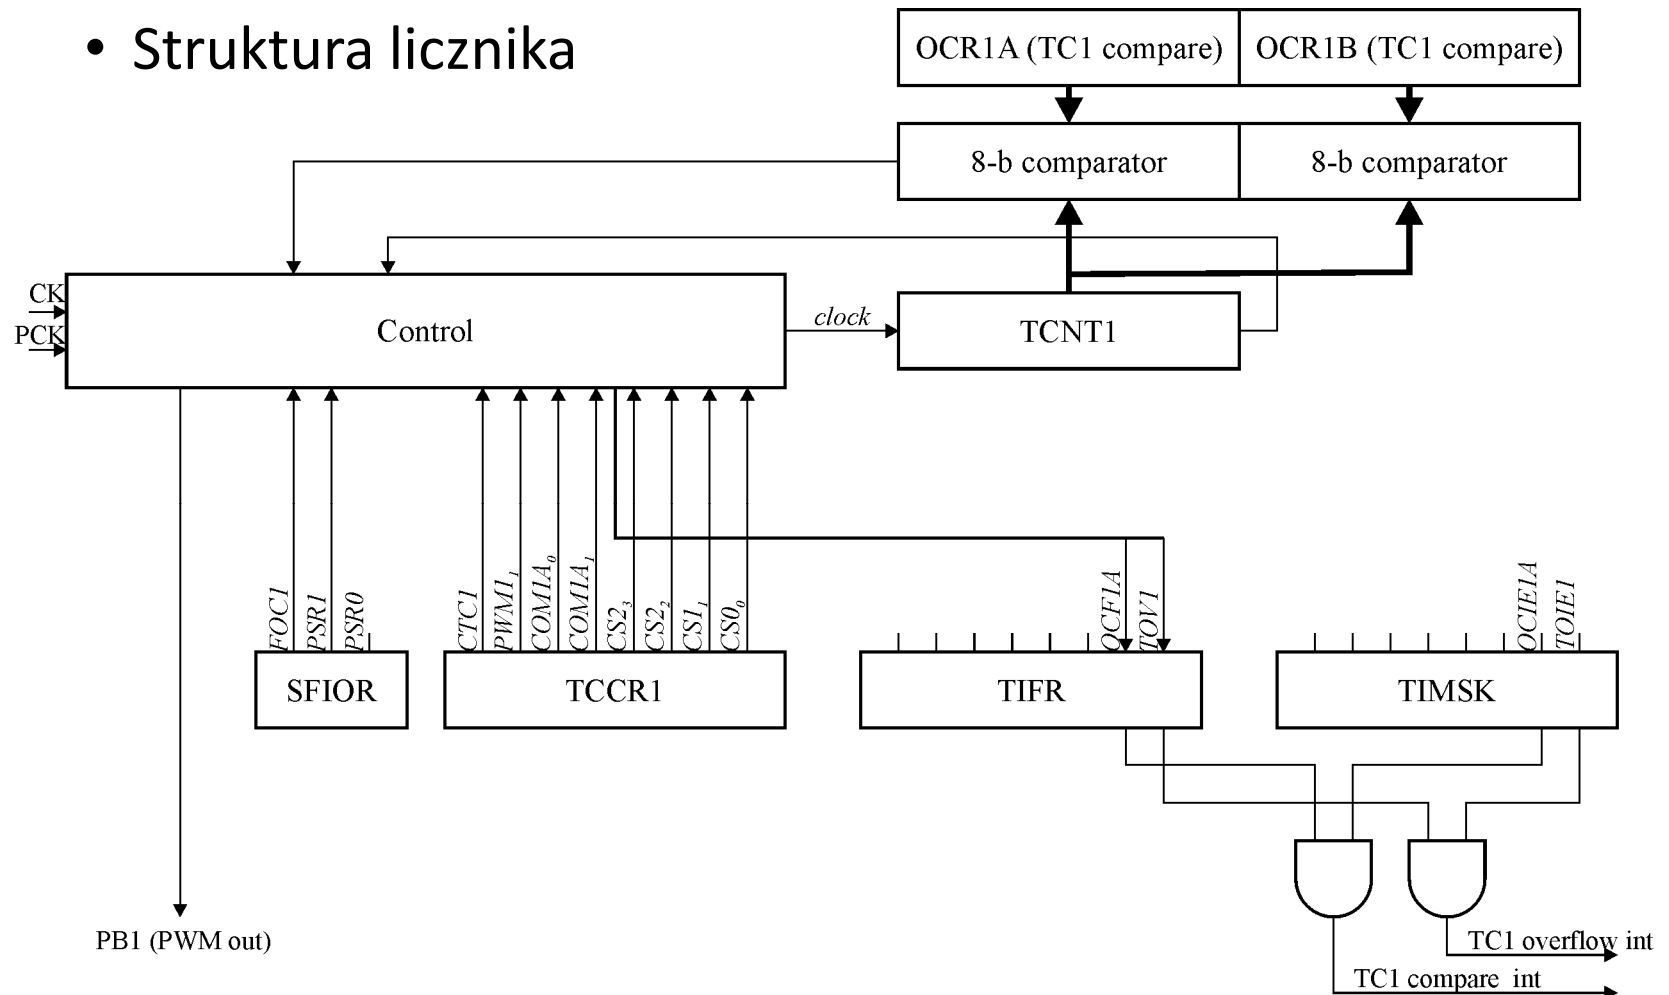 • Struktura licznika
OCR1A (TC1 compare) OCR1B (TC1 compare)
8-b comparator 8-b comparator
CK
PCK
Control
clock
TCNT1
FOC1
PSR1
PSR0
CTC1
PWM1₁
COM1A₀
COM1A₁
CS2₃
CS2₂
CS1₁
CS0₀
OCF1A
TOV1
OCIE1A
TOIE1
SFIOR
TCCR1
TIFR
TIMSK
PB1 (PWM out)
TC1 overflow int
TC1 compare int